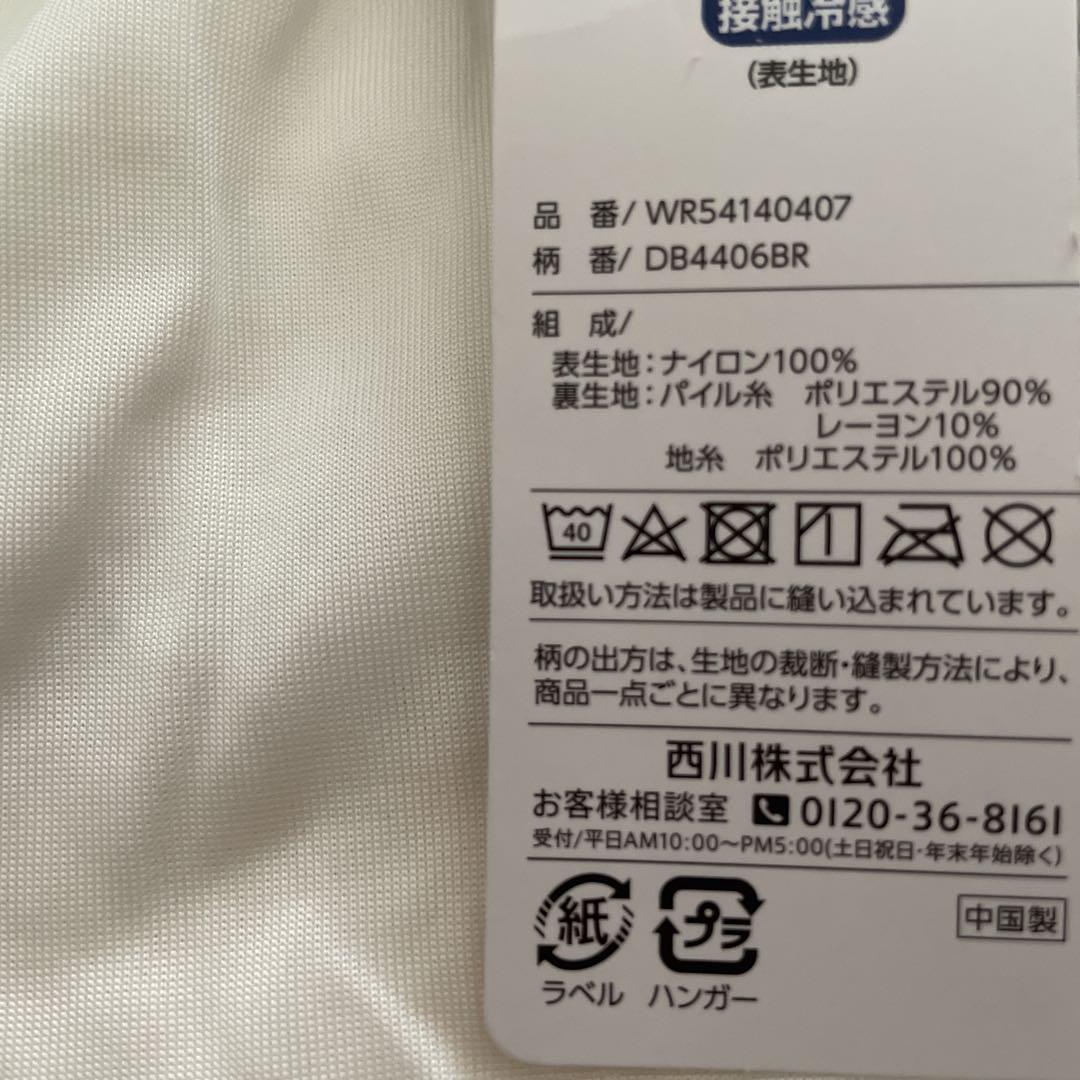 接触冷感
(表生地)
品 番/ WR54140407
柄 番/ DB4406BR
組 成/
表生地:ナイロン100%
裏生地:パイル糸 ポリエステル90%
レーヨン10%
地糸 ポリエステル100%
40
取扱い方法は製品に縫い込まれています。
柄の出方は、生地の裁断・縫製方法により、
商品一点ごとに異なります。
西川株式会社
お客様相談室 0120-36-8161
受付/平日AM10:00〜PM5:00(土日祝日・年末年始除く)
紙 プラ 中国製
ラベル ハンガー